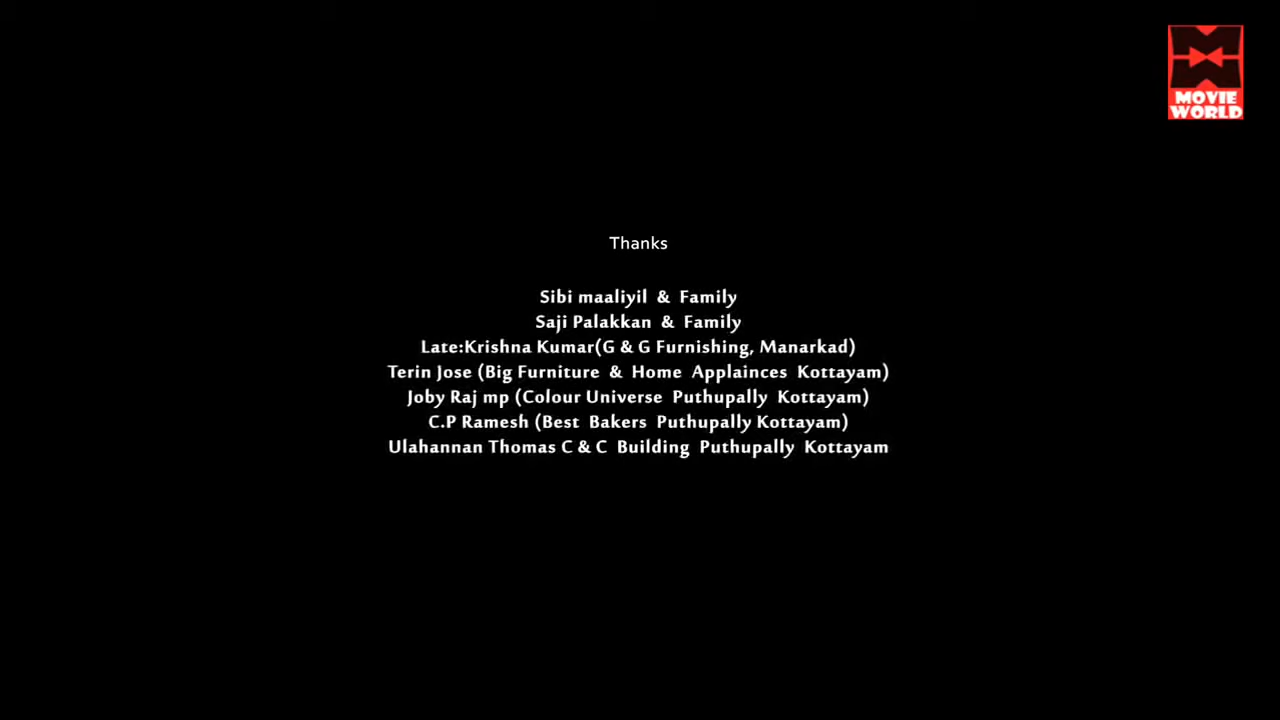 MOVIE
WORLD
Thanks
Sibi maaliyil & Family
Saji Palakkan & Family
Late:Krishna Kumar(G & G Furnishing, Manarkad)
Terin Jose (Big Furniture & Home Applainces Kottayam)
Joby Raj mp (Colour Universe Puthupally Kottayam)
C.P Ramesh (Best Bakers Puthupally Kottayam)
Ulahannan Thomas C & C Building Puthupally Kottayam